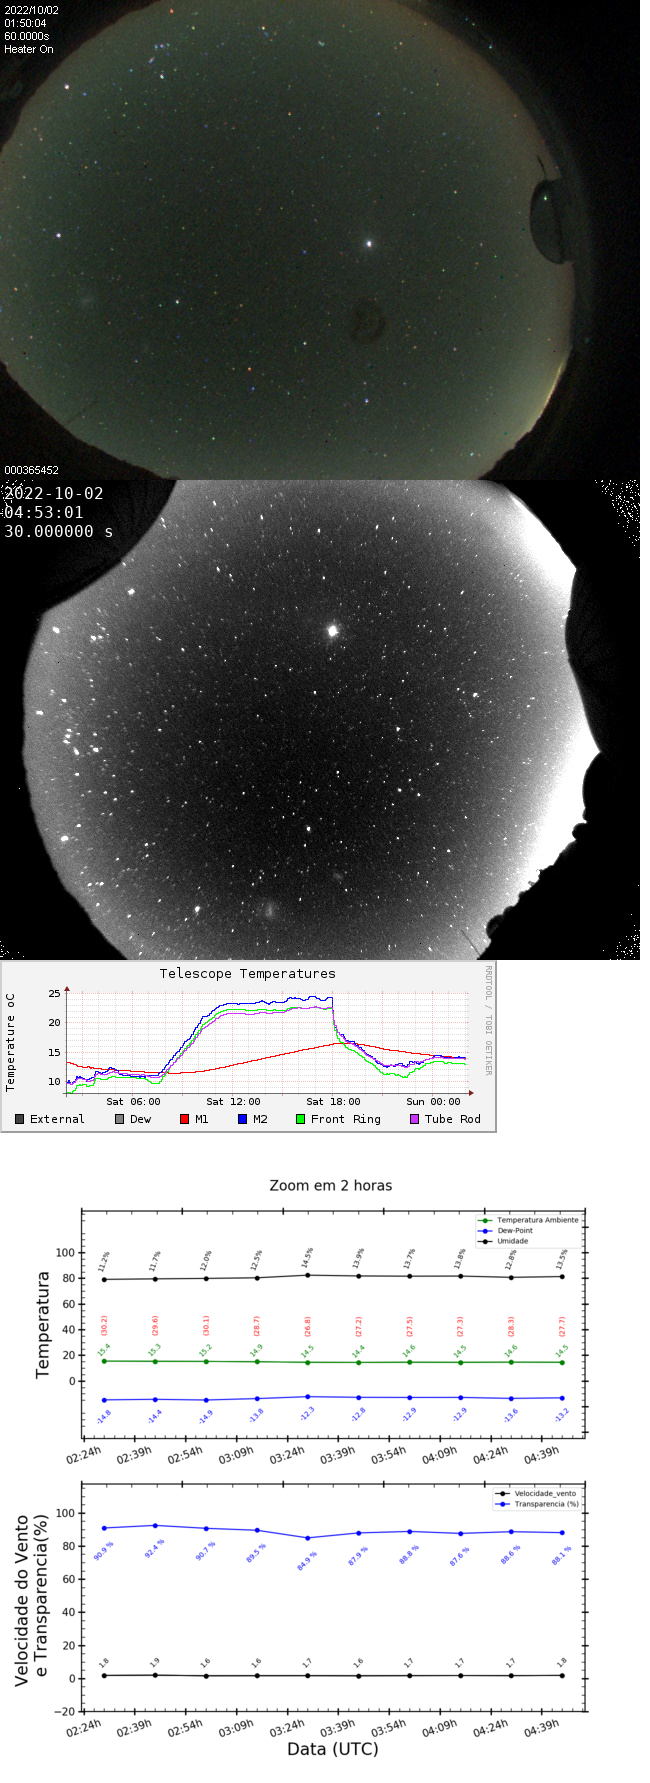 2022/10/02
01:50:04
60.0000s
Heater On
000365452
2022-10-02
04:53:01
30.000000 s
Telescope Temperatures
RRDTOOL / TOBI OETIKER
Temperature oC
25
20
15
10
Sat 06:00 Sat 12:00 Sat 18:00 Sun 00:00
External Dew M1 M2 Front Ring Tube Rod
Zoom em 2 horas
Temperatura Ambiente
Dew-Point
Umidade
Temperatura
100
80
60
40
20
0
11.2% 11.7% 12.0% 12.5% 14.5% 13.9% 13.7% 13.8% 12.8% 13.5%
(30.2) (29.6) (30.1) (28.7) (26.8) (27.2) (27.5) (27.3) (28.3) (27.7)
15.4 15.3 15.2 14.9 14.5 14.4 14.6 14.5 14.6 14.5
-14.8 -14.4 -14.9 -13.8 -12.3 -12.8 -12.9 -12.9 -13.6 -13.2
02:24h 02:39h 02:54h 03:09h 03:24h 03:39h 03:54h 04:09h 04:24h 04:39h
Velocidade_vento
Transparencia (%)
Velocidade do Vento
e Transparencia(%)
100
80
60
40
20
0
−20
90.9 % 92.4 % 90.7 % 89.5 % 84.9 % 87.9 % 88.8 % 87.6 % 88.6 % 88.1 %
1.8 1.9 1.6 1.6 1.7 1.6 1.7 1.7 1.7 1.8
02:24h 02:39h 02:54h 03:09h 03:24h 03:39h 03:54h 04:09h 04:24h 04:39h
Data (UTC)